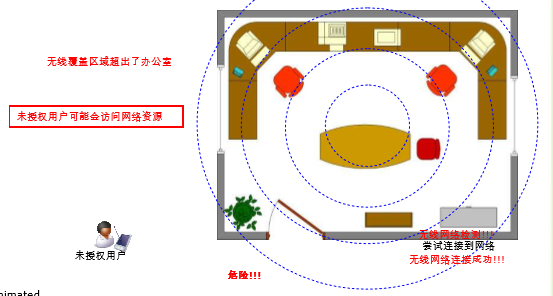 无线覆盖区域超出了办公室
未授权用户可能会访问网络资源
无线网络检测!!!
尝试连接到网络
未授权用户
无线网络连接成功!!!
危险!!!
nimated